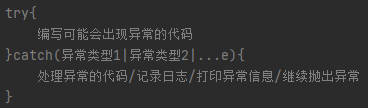 try{
编写可能会出现异常的代码
}catch(异常类型1|异常类型2|...e){
处理异常的代码/记录日志/打印异常信息/继续抛出异常
}